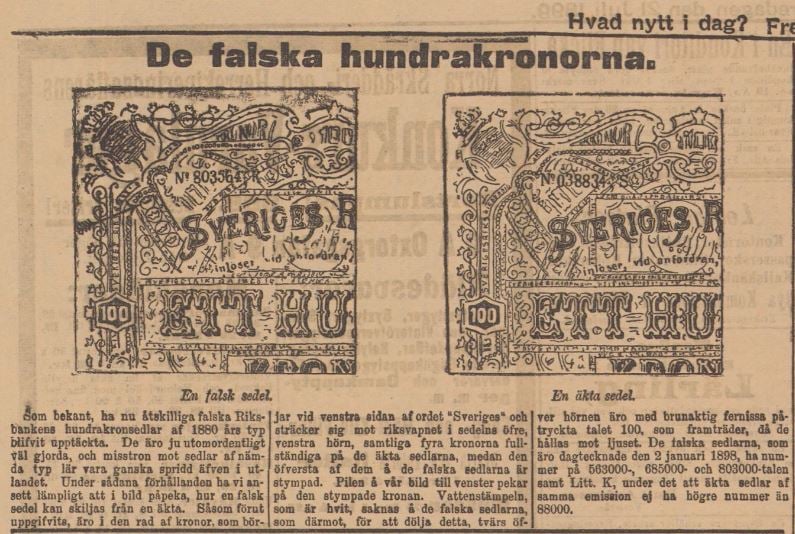 Hvad nytt i dag? Fre
De falska hundrakronorna.
No 803564, K
SVERIGES R
inlöser, vid anfordran,
100
ETT HU
KRON
No 038834,
SVERIGES R
inlöser, vid anfordran,
100
ETT HU
KRON
En falsk sedel.
En äkta sedel.
Som bekant, ha nu åtskilliga falska Riks-
bankens hundrakronsedlar af 1880 års typ
blifvit upptäckta. De äro ju utomordentligt
väl gjorda, och misstron mot sedlar af näm-
da typ lär vara ganska spridd äfven i ut-
landet. Under sådana förhållanden ha vi an-
sett lämpligt att i bild påpeka, hur en falsk
sedel kan skiljas från en äkta. Såsom förut
uppgifvits, äro i den rad af kronor, som bör-
jar vid venstra sidan af ordet "Sveriges" och
sträcker sig mot riksvapnet i sedelns öfre,
venstra hörn, samtliga fyra kronorna full-
ständiga på de äkta sedlarna, medan den
öfversta af dem å de falska sedlarna är
stympad. Pilen å vår bild till venster pekar
på den stympade kronan. Vattenstämpeln,
som är hvit, saknas å de falska sedlarna,
som därmot, för att dölja detta, tvärs öf-
ver hörnen äro med brunaktig fernissa på-
tryckta talet 100, som framträder, då de
hållas mot ljuset. De falska sedlarna, som
äro dagtecknade den 2 januari 1898, ha num-
mer på 563000-, 685000- och 803000-talen
samt Litt. K, under det att äkta sedlar af
samma emission ej ha högre nummer än
88000.